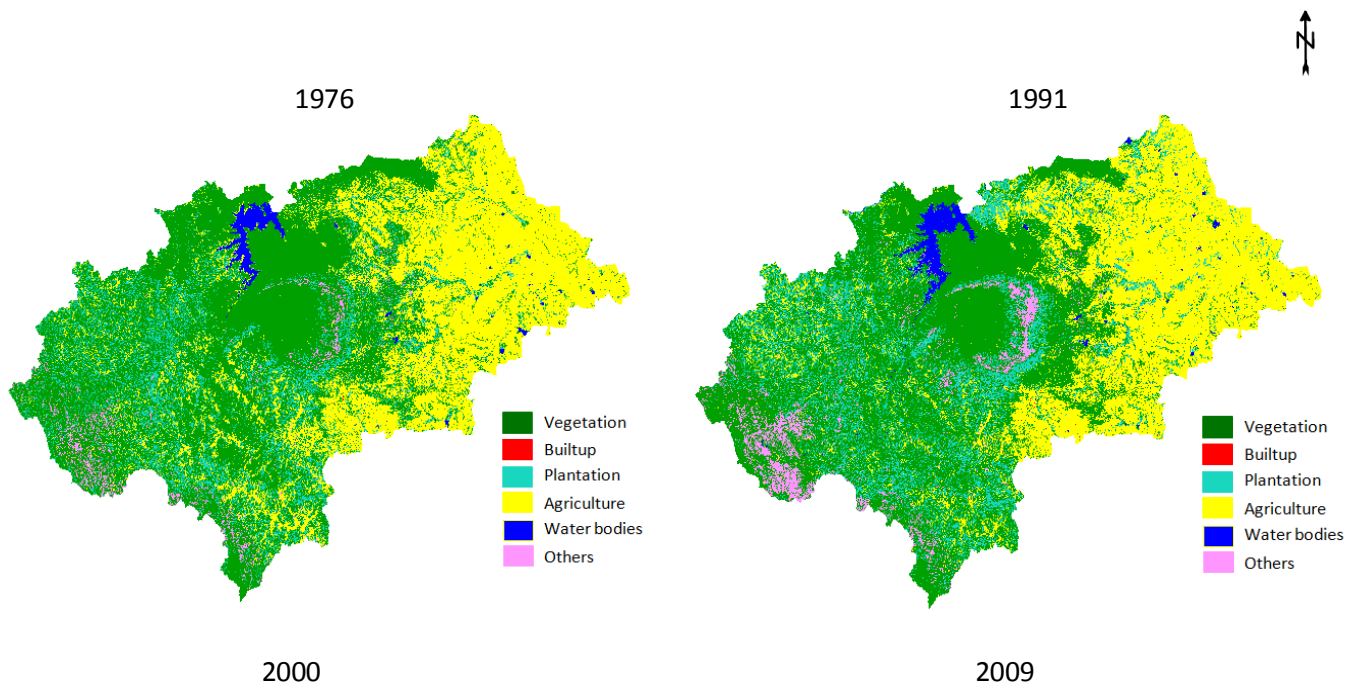 N
1976
1991
Vegetation
Builtup
Plantation
Agriculture
Water bodies
Others
Vegetation
Builtup
Plantation
Agriculture
Water bodies
Others
2000
2009